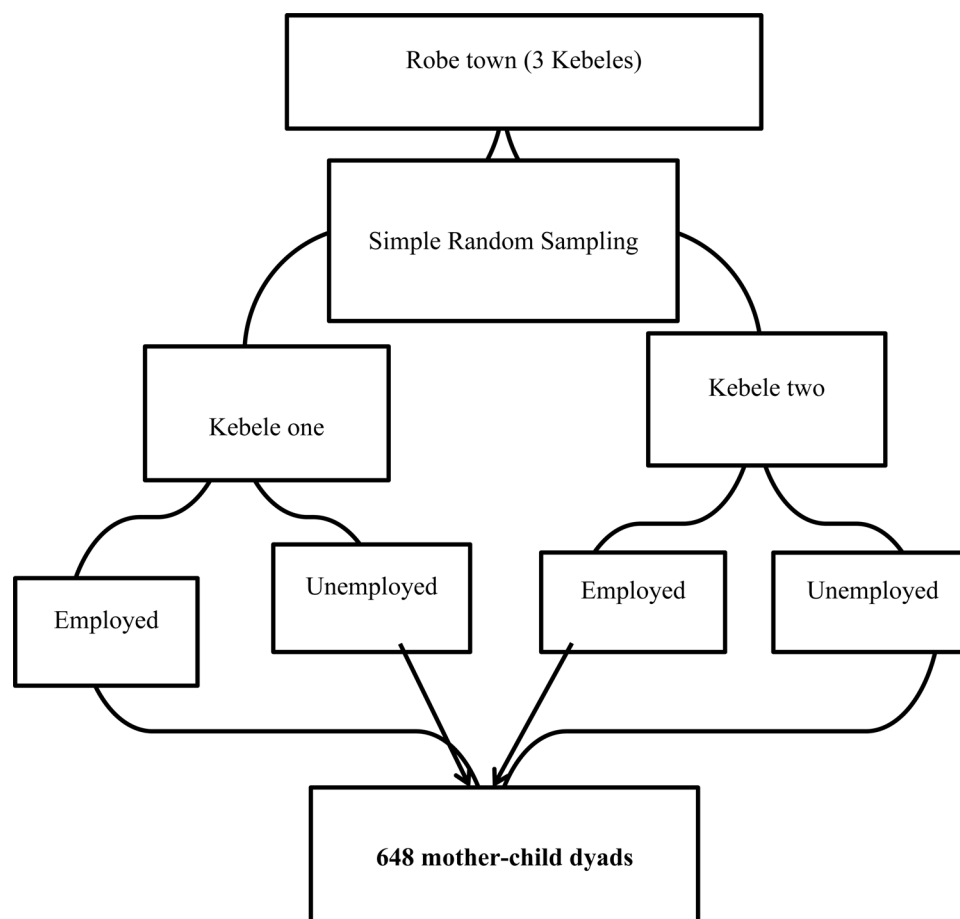 Robe town (3 Kebeles)
Simple Random Sampling
Kebele one
Kebele two
Employed
Unemployed
Employed
Unemployed
648 mother-child dyads